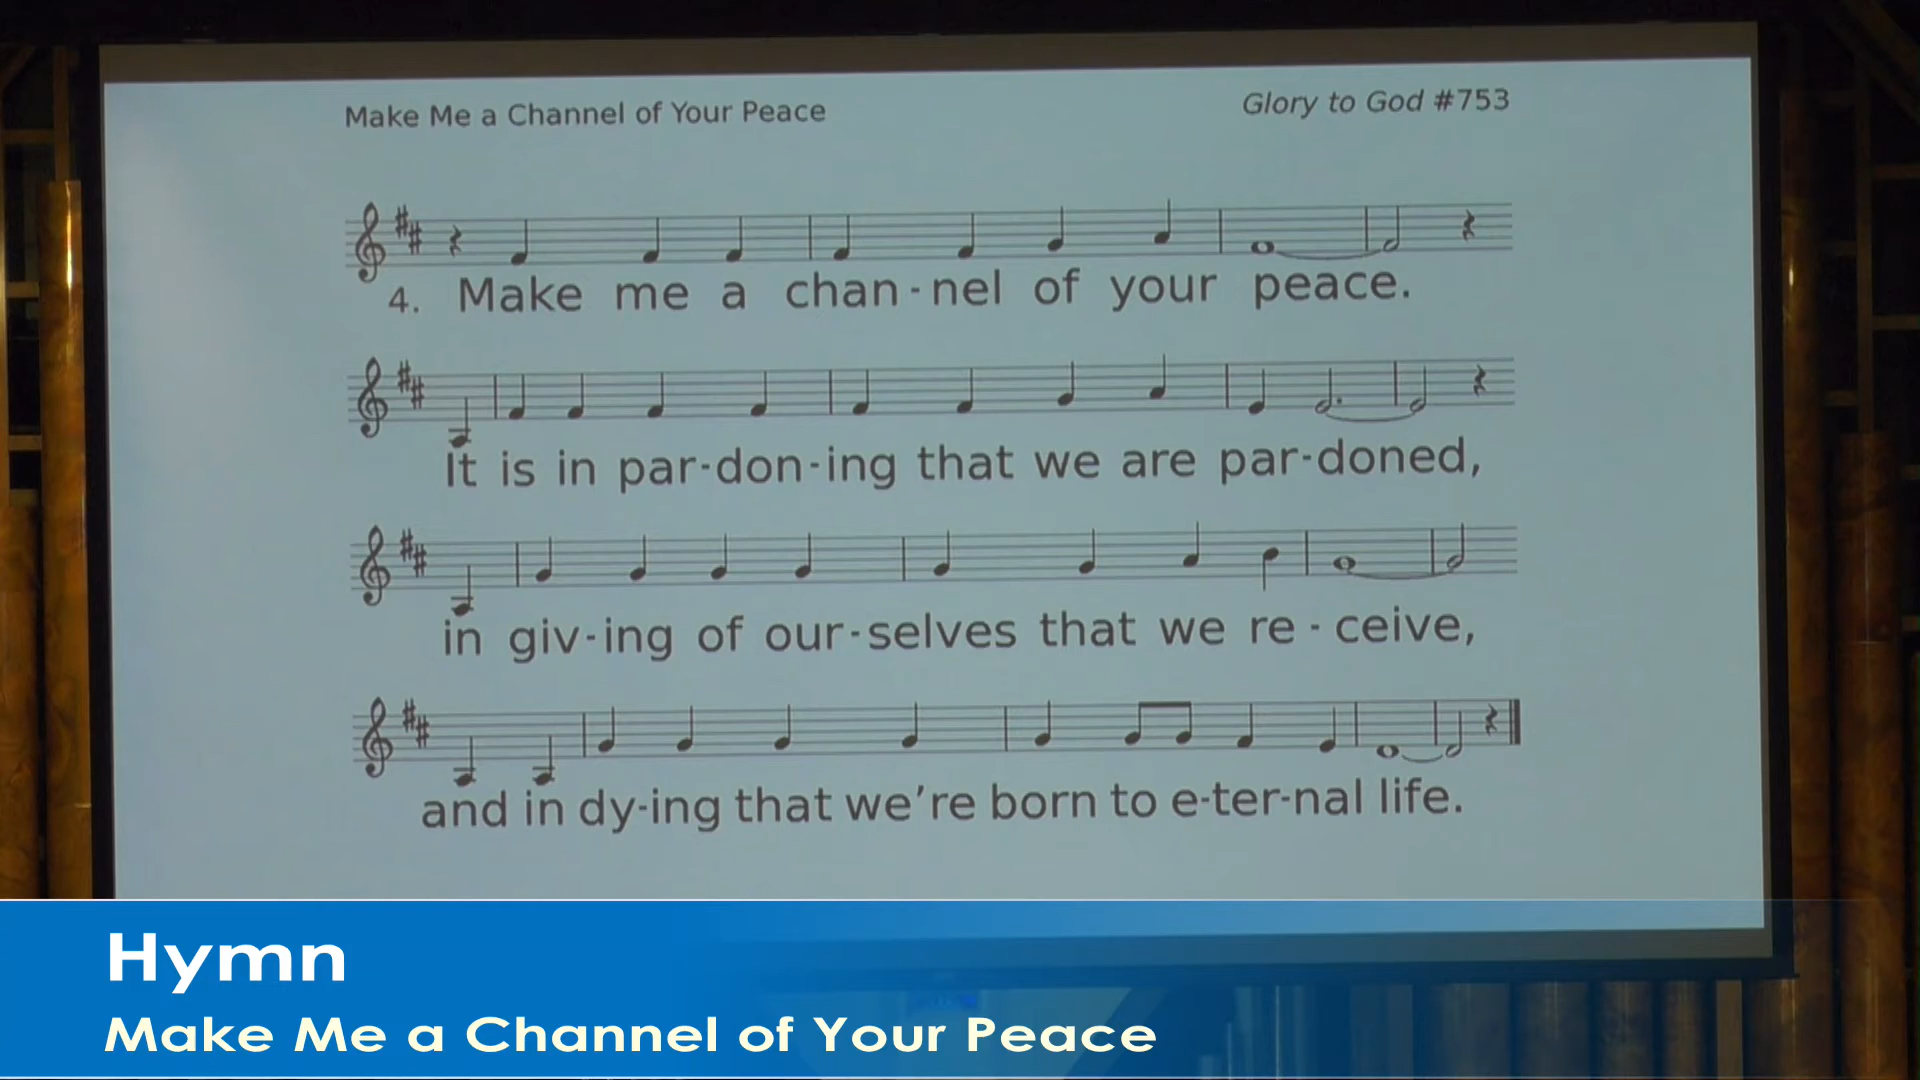 Make Me a Channel of Your Peace
Glory to God #753
4. Make me a chan - nel of your peace.
It is in par-don-ing that we are par-doned,
in giv-ing of our-selves that we re - ceive,
and in dy-ing that we’re born to e-ter-nal life.
Hymn
Make Me a Channel of Your Peace